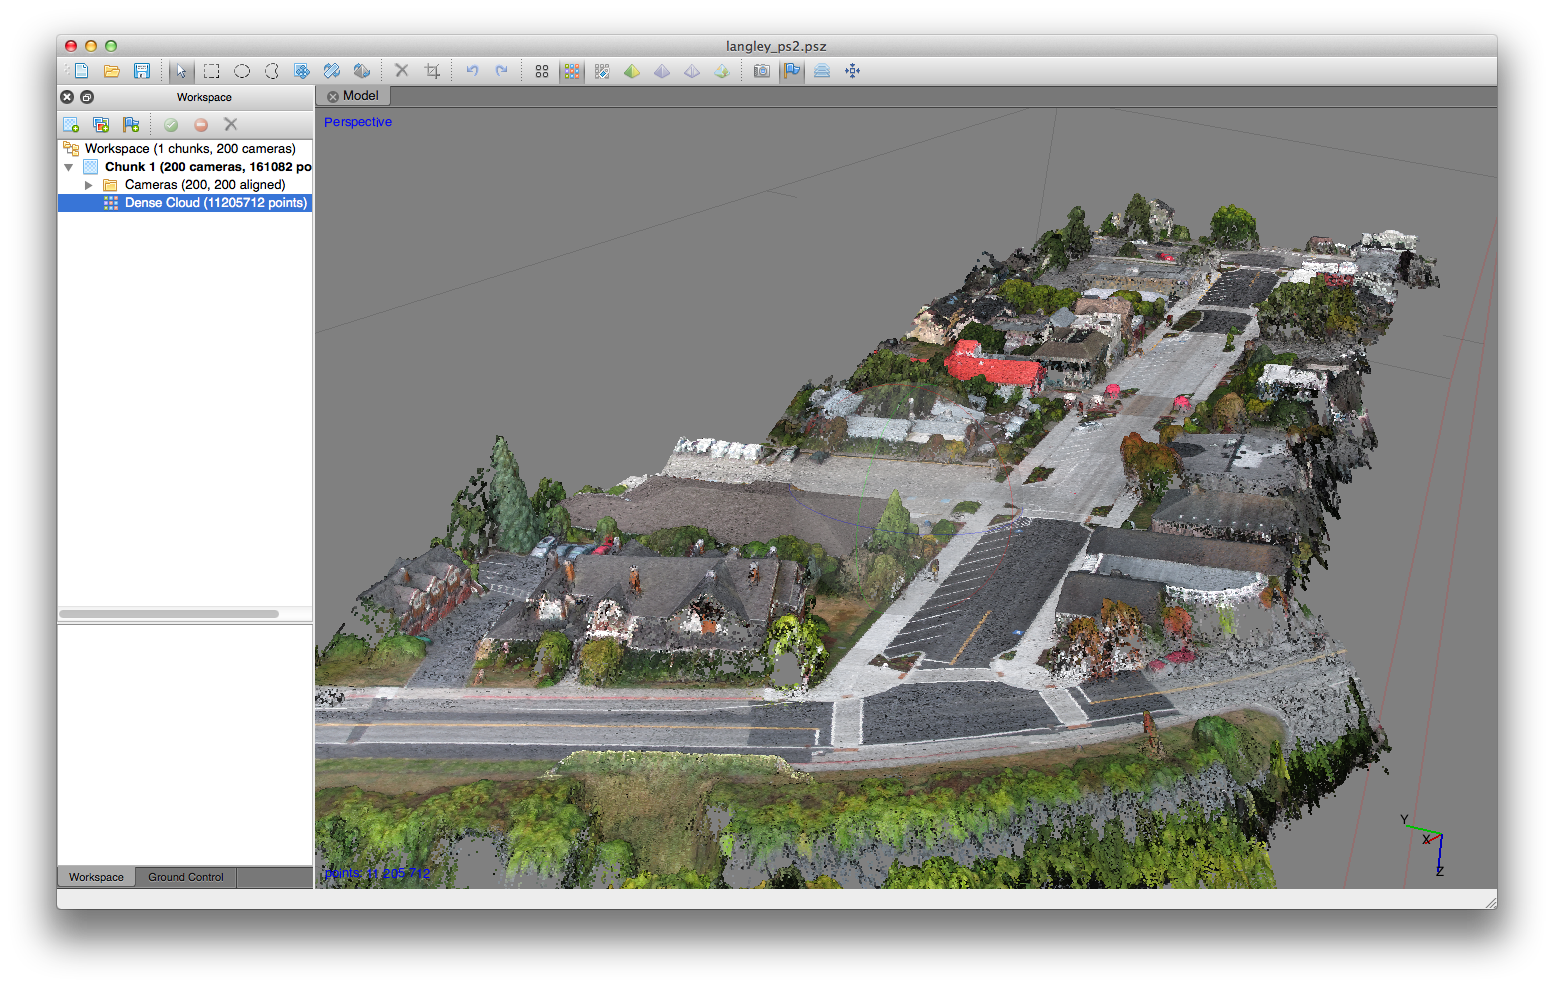 langley_ps2.psz
Workspace
Model
Workspace (1 chunks, 200 cameras)
Chunk 1 (200 cameras, 161082 po
Cameras (200, 200 aligned)
Dense Cloud (11205712 points)
Perspective
Y
X
Z
points: 11 205 712
Workspace
Ground Control